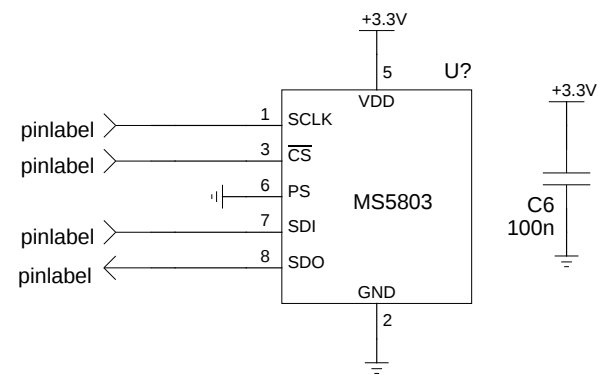 +3.3V
5
U?
VDD
+3.3V
pinlabel
1
SCLK
pinlabel
3
CS
6
PS
MS5803
C6
100n
pinlabel
7
SDI
pinlabel
8
SDO
GND
2